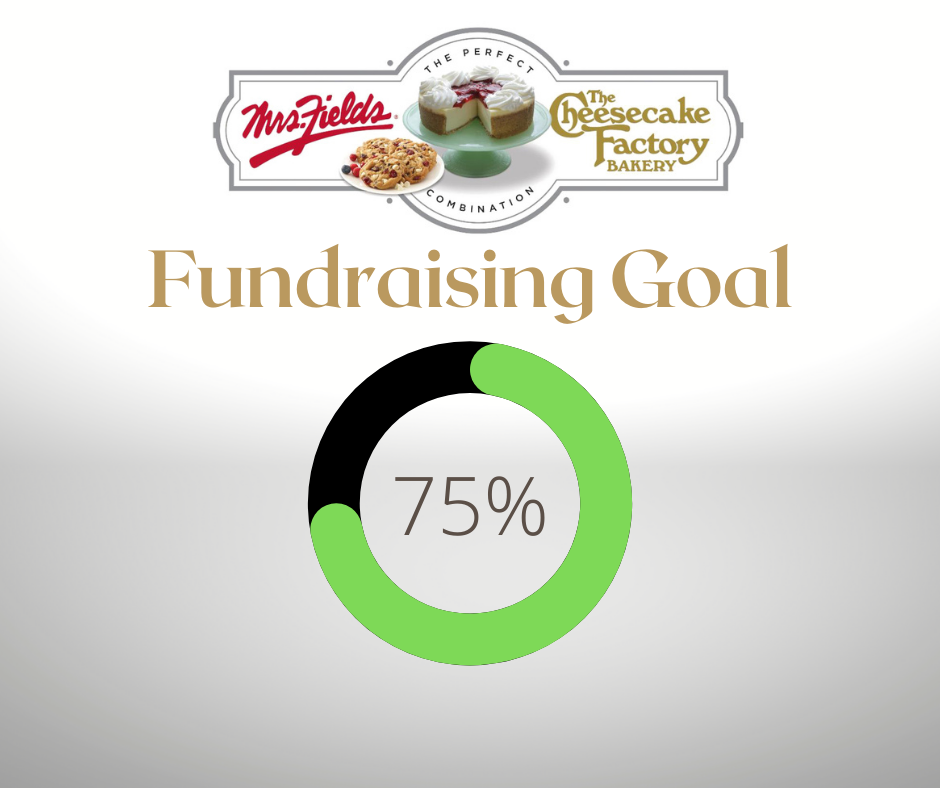 THE PERFECT
Mrs. Fields®
The
Cheesecake
Factory
BAKERY
COMBINATION
Fundraising Goal
75%